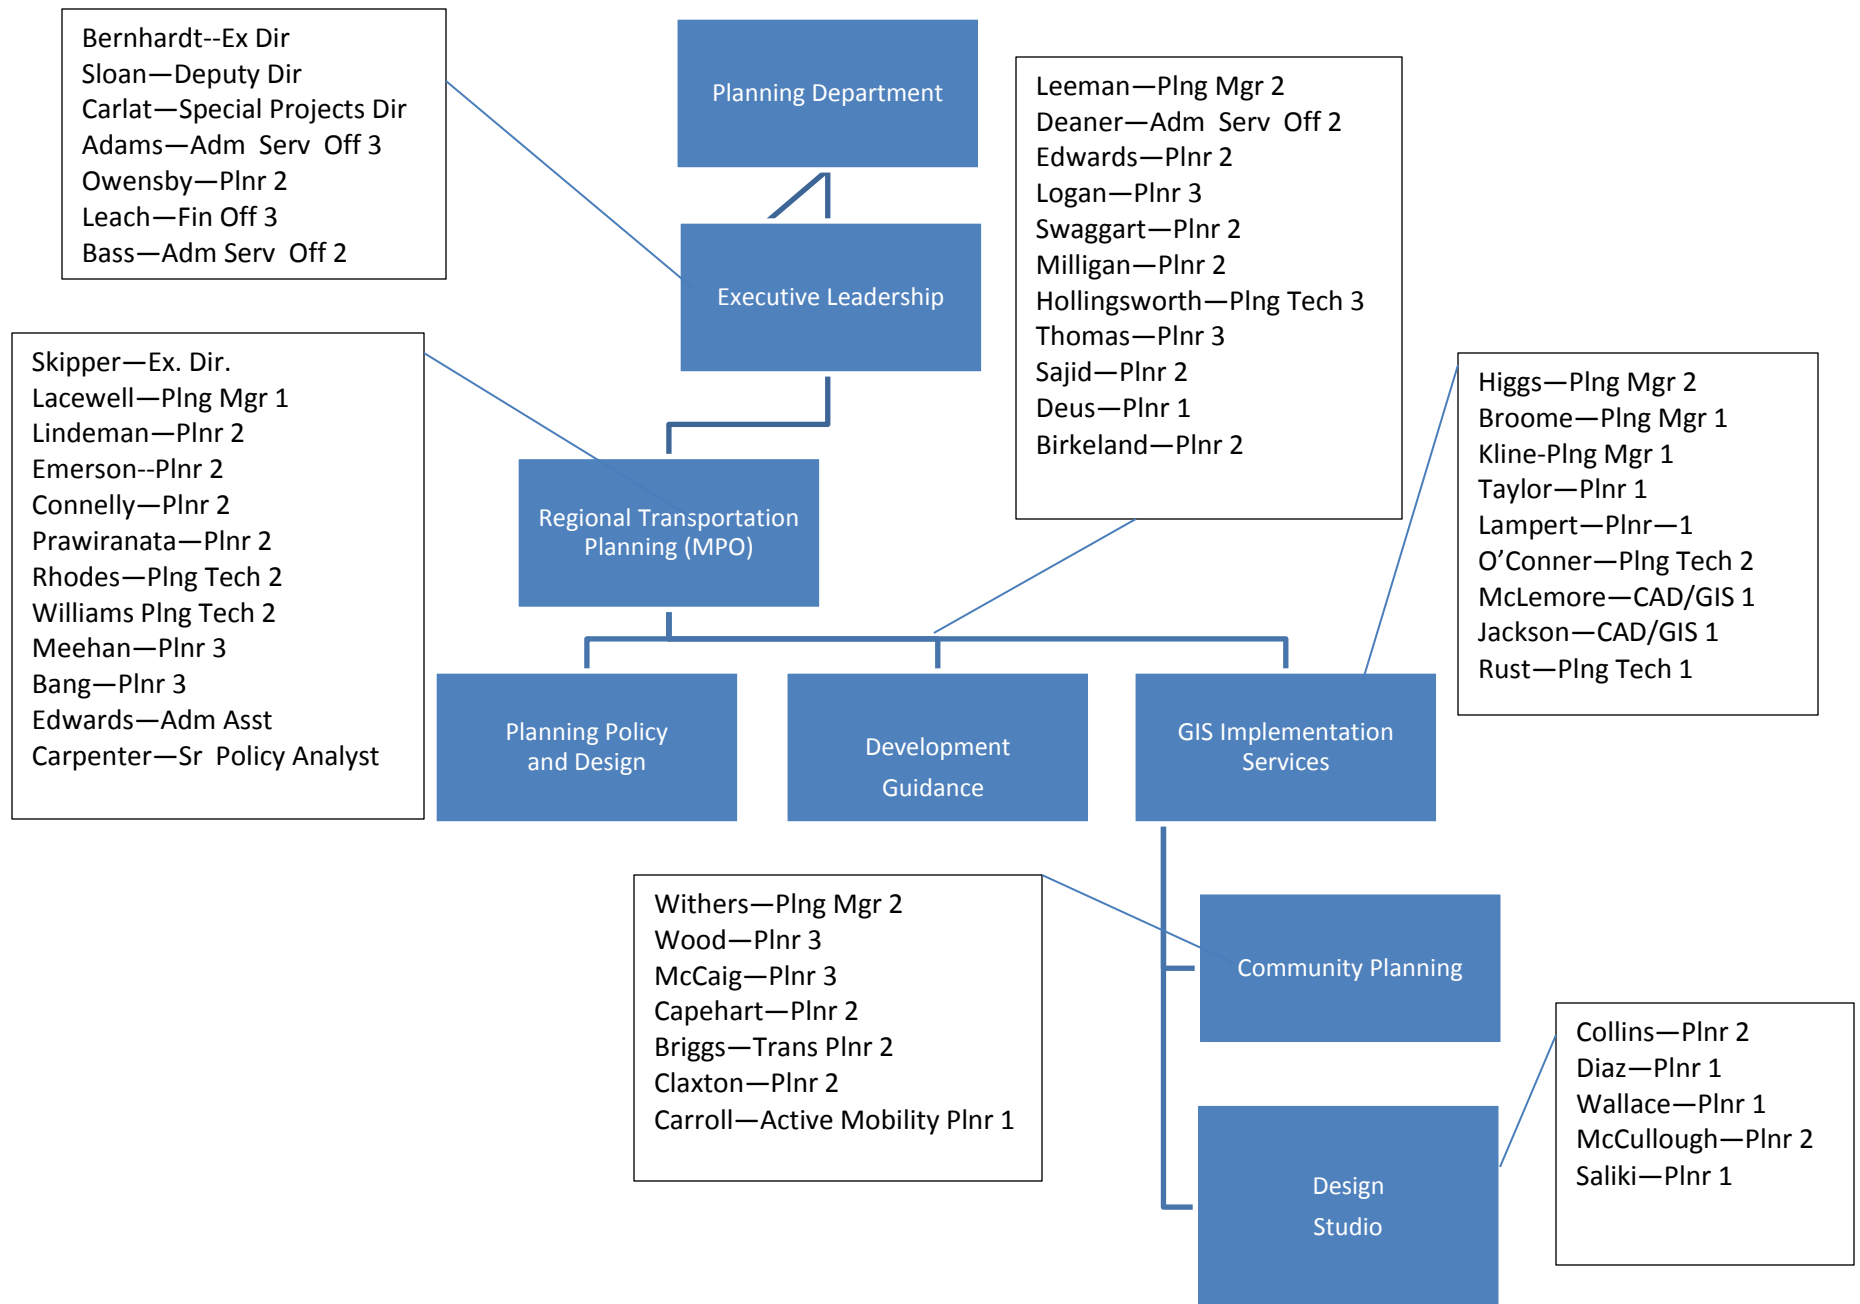 Bernhardt--Ex Dir
Sloan—Deputy Dir
Carlat—Special Projects Dir
Adams—Adm Serv Off 3
Owensby—Plnr 2
Leach—Fin Off 3
Bass—Adm Serv Off 2
Planning Department
Executive Leadership
Leeman—Plng Mgr 2
Deaner—Adm Serv Off 2
Edwards—Plnr 2
Logan—Plnr 3
Swaggart—Plnr 2
Milligan—Plnr 2
Hollingsworth—Plng Tech 3
Thomas—Plnr 3
Sajid—Plnr 2
Deus—Plnr 1
Birkeland—Plnr 2
Skipper—Ex. Dir.
Lacewell—Plng Mgr 1
Lindeman—Plnr 2
Emerson--Plnr 2
Connelly—Plnr 2
Prawiranata—Plnr 2
Rhodes—Plng Tech 2
Williams Plng Tech 2
Meehan—Plnr 3
Bang—Plnr 3
Edwards—Adm Asst
Carpenter—Sr Policy Analyst
Regional Transportation
Planning (MPO)
Higgs—Plng Mgr 2
Broome—Plng Mgr 1
Kline-Plng Mgr 1
Taylor—Plnr 1
Lampert—Plnr—1
O’Conner—Plng Tech 2
McLemore—CAD/GIS 1
Jackson—CAD/GIS 1
Rust—Plng Tech 1
Planning Policy
and Design
Development
Guidance
GIS Implementation
Services
Withers—Plng Mgr 2
Wood—Plnr 3
McCaig—Plnr 3
Capehart—Plnr 2
Briggs—Trans Plnr 2
Claxton—Plnr 2
Carroll—Active Mobility Plnr 1
Community Planning
Collins—Plnr 2
Diaz—Plnr 1
Wallace—Plnr 1
McCullough—Plnr 2
Saliki—Plnr 1
Design
Studio